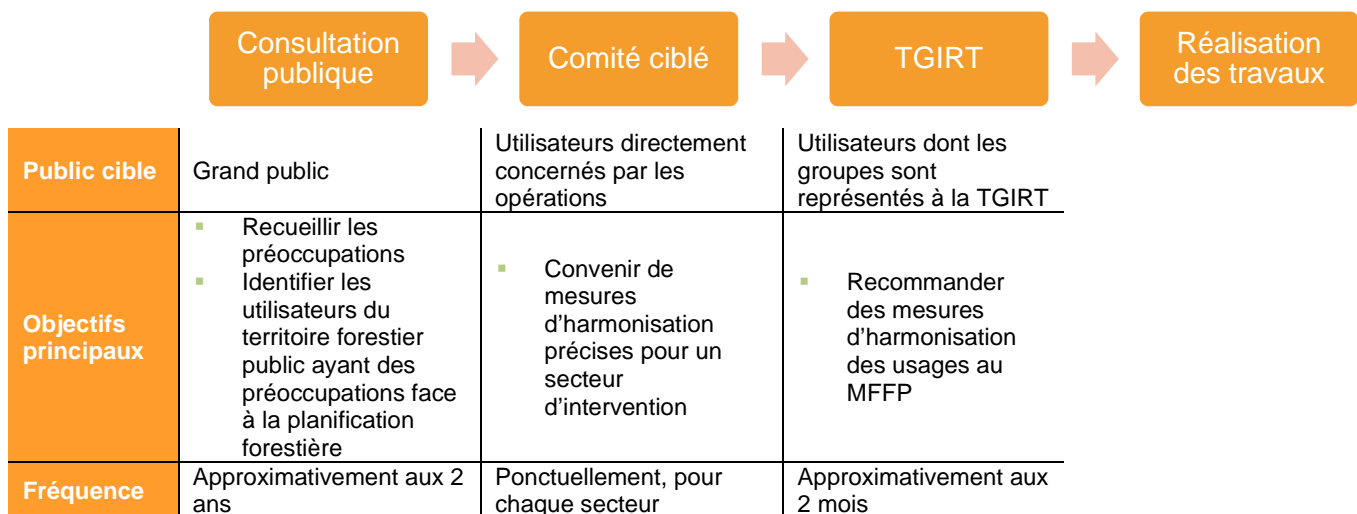 Consultation
publique
Comité ciblé
TGIRT
Réalisation
des travaux
Public cible
Grand public
Utilisateurs directement
concernés par les
opérations
Utilisateurs dont les
groupes sont
représentés à la TGIRT
Objectifs
principaux
▪ Recueillir les
préoccupations
▪ Identifier les
utilisateurs du
territoire forestier
public ayant des
préoccupations face
à la planification
forestière
▪ Convenir de
mesures
d'harmonisation
précises pour un
secteur
d'intervention
▪ Recommander
des mesures
d'harmonisation
des usages au
MFFP
Fréquence
Approximativement aux 2
ans
Ponctuellement, pour
chaque secteur
Approximativement aux
2 mois